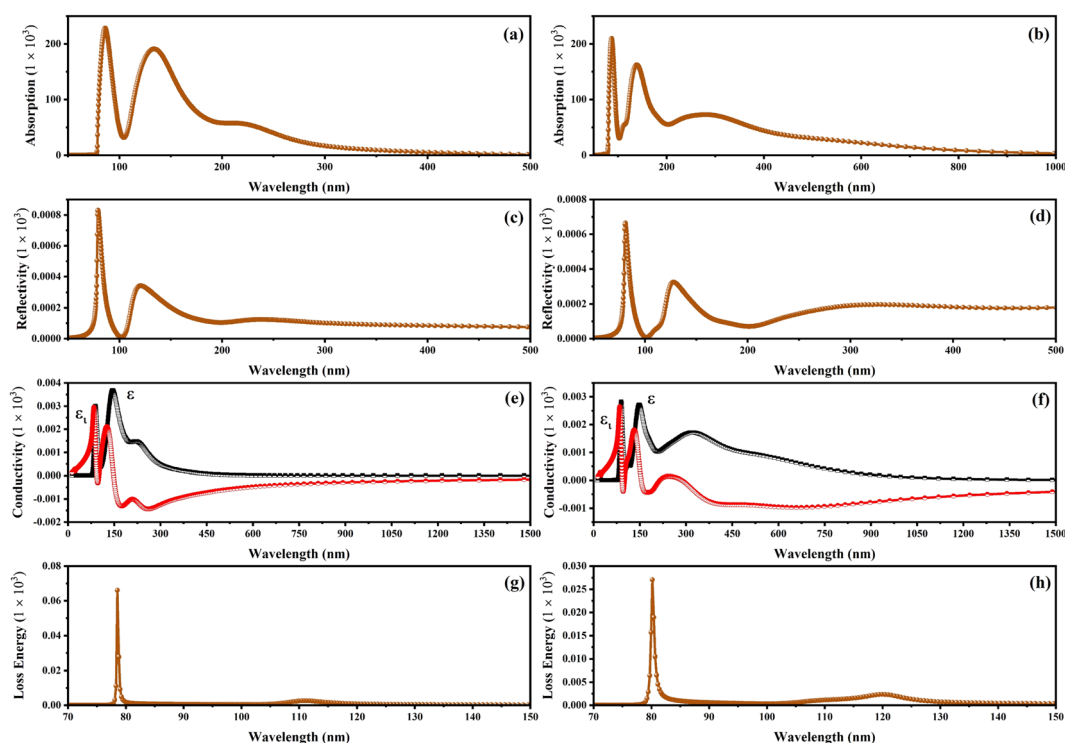 (a)
Absorption (1 × 10³)
200
100
0
100 200 300 400 500
Wavelength (nm)
(b)
Absorption (1 × 10³)
200
100
0
200 400 600 800 1000
Wavelength (nm)
(c)
Reflectivity (1 × 10³)
0.0008
0.0006
0.0004
0.0002
0.0000
100 200 300 400 500
Wavelength (nm)
(d)
Reflectivity (1 × 10³)
0.0008
0.0006
0.0004
0.0002
0.0000
100 200 300 400 500
Wavelength (nm)
(e)
ε
ει
Conductivity (1 × 10³)
0.004
0.003
0.002
0.001
0.000
-0.001
-0.002
0 150 300 450 600 750 900 1050 1200 1350 1500
Wavelength (nm)
(f)
ε
ει
Conductivity (1 × 10³)
0.003
0.002
0.001
0.000
-0.001
0 150 300 450 600 750 900 1050 1200 1350 1500
Wavelength (nm)
(g)
Loss Energy (1 × 10³)
0.08
0.06
0.04
0.02
0.00
70 80 90 100 110 120 130 140 150
Wavelength (nm)
(h)
Loss Energy (1 × 10³)
0.030
0.025
0.020
0.015
0.010
0.005
0.000
70 80 90 100 110 120 130 140 150
Wavelength (nm)